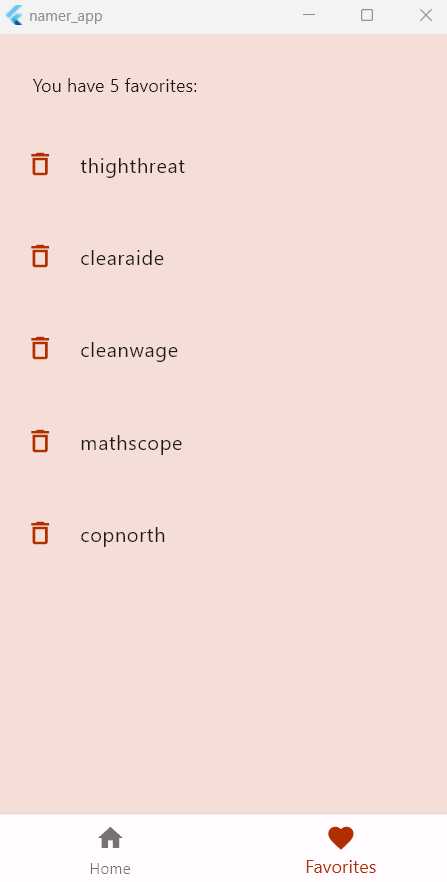 namer_app
You have 5 favorites:
thighthreat
clearaide
cleanwage
mathscope
copnorth
Home
Favorites